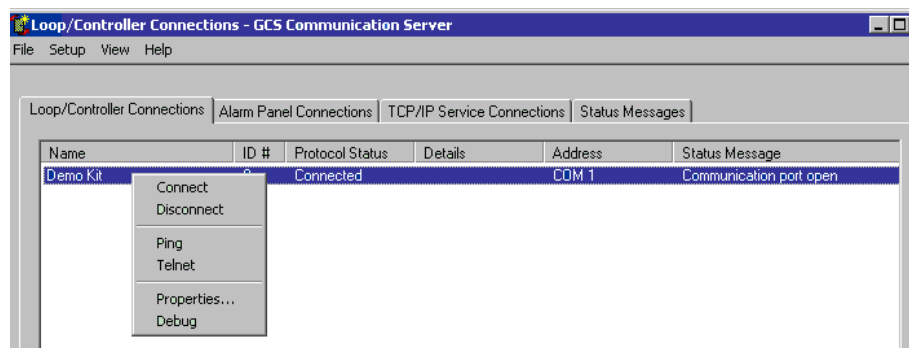 Loop/Controller Connections - GCS Communication Server
File Setup View Help
Loop/Controller Connections Alarm Panel Connections TCP/IP Service Connections Status Messages
Name ID # Protocol Status Details Address Status Message
Demo Kit Connected COM 1 Communication port open
Connect
Disconnect
Ping
Telnet
Properties...
Debug